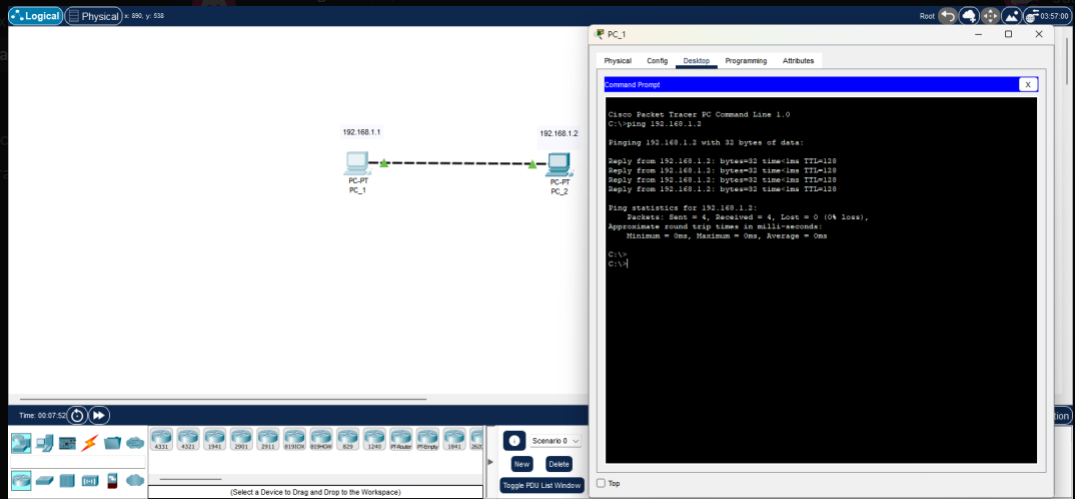 Logical
Physical x: 890, y: 538
Root
03:57:00
PC_1
Physical Config Desktop Programming Attributes
Command Prompt
X
Cisco Packet Tracer PC Command Line 1.0
C:\>ping 192.168.1.2
Pinging 192.168.1.2 with 32 bytes of data:
Reply from 192.168.1.2: bytes=32 time<1ms TTL=128
Reply from 192.168.1.2: bytes=32 time<1ms TTL=128
Reply from 192.168.1.2: bytes=32 time<1ms TTL=128
Reply from 192.168.1.2: bytes=32 time<1ms TTL=128
Ping statistics for 192.168.1.2:
Packets: Sent = 4, Received = 4, Lost = 0 (0% loss),
Approximate round trip times in milli-seconds:
Minimum = 0ms, Maximum = 0ms, Average = 0ms
C:\>
C:\>
Top
192.168.1.1
192.168.1.2
PC-PT
PC_1
PC-PT
PC_2
Time: 00:07:52
4331 4321 1941 2901 2911 819IOX 819HGW 829 1240 PT-Router PT-Empty 1841
(Select a Device to Drag and Drop to the Workspace)
Scenario 0
New Delete
Toggle PDU List Window